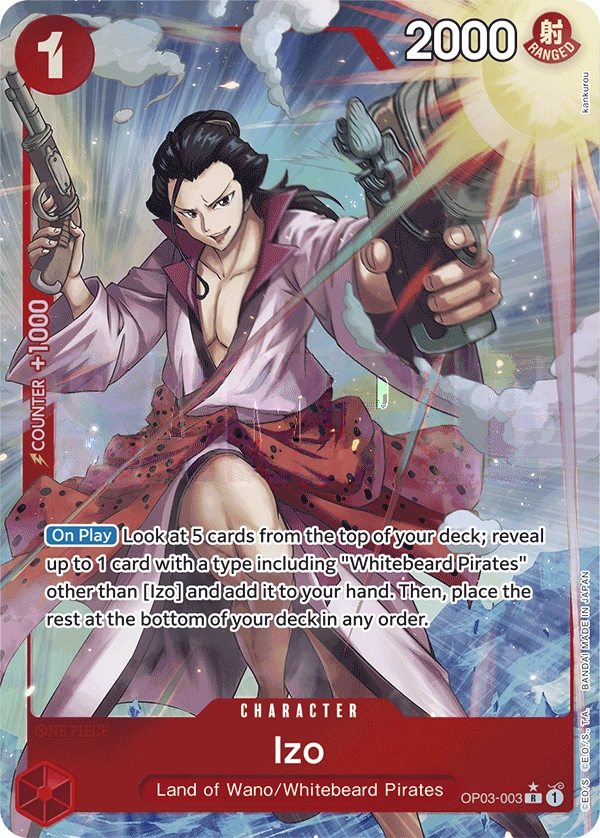 1
2000
射
RANGED
kankurou
COUNTER +1000
On Play Look at 5 cards from the top of your deck; reveal
up to 1 card with a type including "Whitebeard Pirates"
other than [Izo] and add it to your hand. Then, place the
rest at the bottom of your deck in any order.
©E.O./S. ©E.O./S., T.A. BANDAI MADE IN JAPAN
CHARACTER
ONE PIECE
Izo
Land of Wano/Whitebeard Pirates
OP03-003 R 1